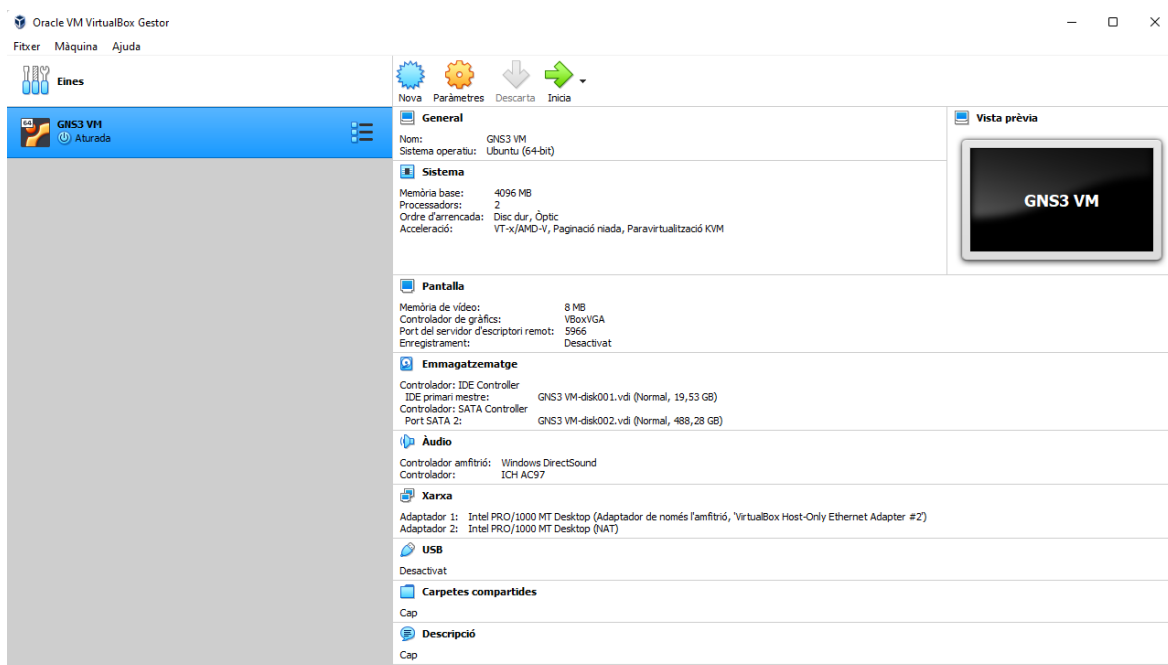 Oracle VM VirtualBox Gestor
Fitxer Màquina Ajuda
Eines
Nova Paràmetres Descarta Inicia
64
GNS3 VM
Aturada
General
Nom: GNS3 VM
Sistema operatiu: Ubuntu (64-bit)
Vista prèvia
GNS3 VM
Sistema
Memòria base: 4096 MB
Processadors: 2
Ordre d'arrencada: Disc dur, Òptic
Acceleració: VT-x/AMD-V, Paginació niada, Paravirtualització KVM
Pantalla
Memòria de vídeo: 8 MB
Controlador de gràfics: VBoxVGA
Port del servidor d'escriptori remot: 5966
Enregistrament: Desactivat
Emmagatzematge
Controlador: IDE Controller
IDE primari mestre: GNS3 VM-disk001.vdi (Normal, 19,53 GB)
Controlador: SATA Controller
Port SATA 2: GNS3 VM-disk002.vdi (Normal, 488,28 GB)
Àudio
Controlador amfitrió: Windows DirectSound
Controlador: ICH AC97
Xarxa
Adaptador 1: Intel PRO/1000 MT Desktop (Adaptador de només l'amfitrió, 'VirtualBox Host-Only Ethernet Adapter #2')
Adaptador 2: Intel PRO/1000 MT Desktop (NAT)
USB
Desactivat
Carpetes compartides
Cap
Descripció
Cap